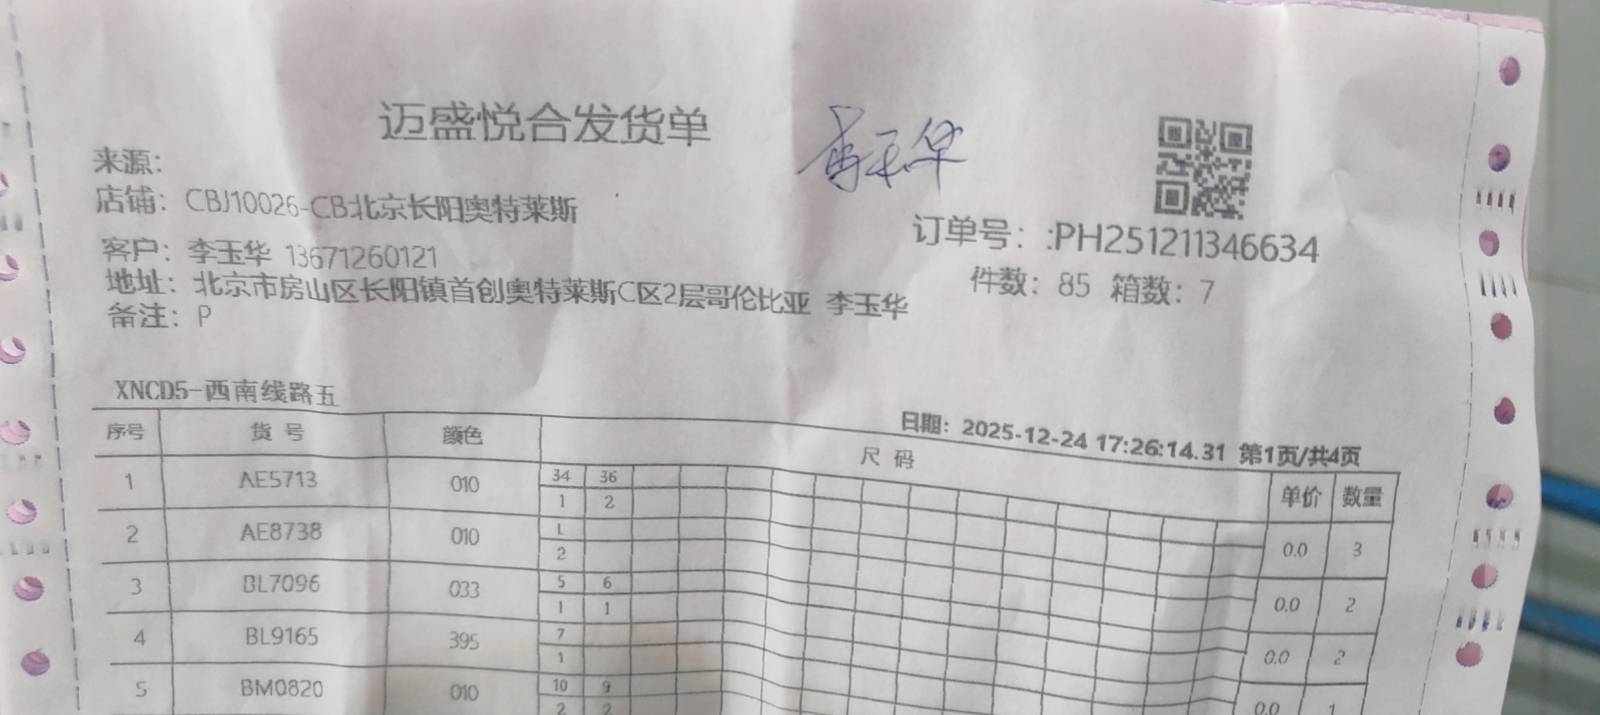 迈盛悦合发货单
来源：
店铺：CBJ10026-CB北京长阳奥特莱斯
订单号：:PH251211346634
客户：李玉华 13671260121
件数：85 箱数：7
地址：北京市房山区长阳镇首创奥特莱斯C区2层哥伦比亚 李玉华
备注：P
XNCD5-西南线路五
日期：2025-12-24 17:26:14.31 第1页/共4页
序号 货号 颜色 尺码 单价 数量
34 36
1 AE5713 010 1 2 0.0 3
L
2 AE8738 010 2 0.0 2
5 6
3 BL7096 033 1 1 0.0 2
7
4 BL9165 395 1 0.0 1
10 9
5 BM0820 010 2 2